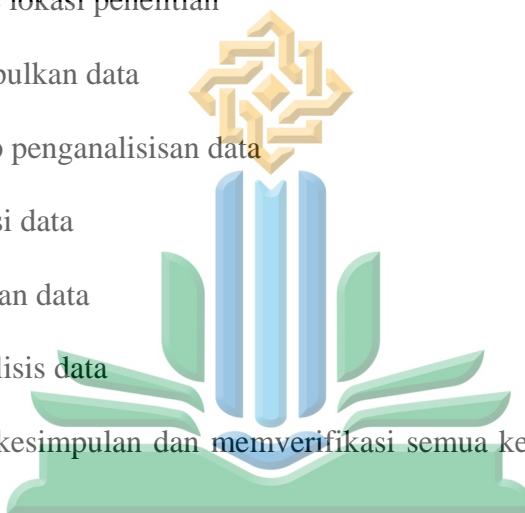 lokasi penelitian
pulkan data
penganalisisan data
si data
an data
lisis data
kesimpulan dan memverifikasi semua ke